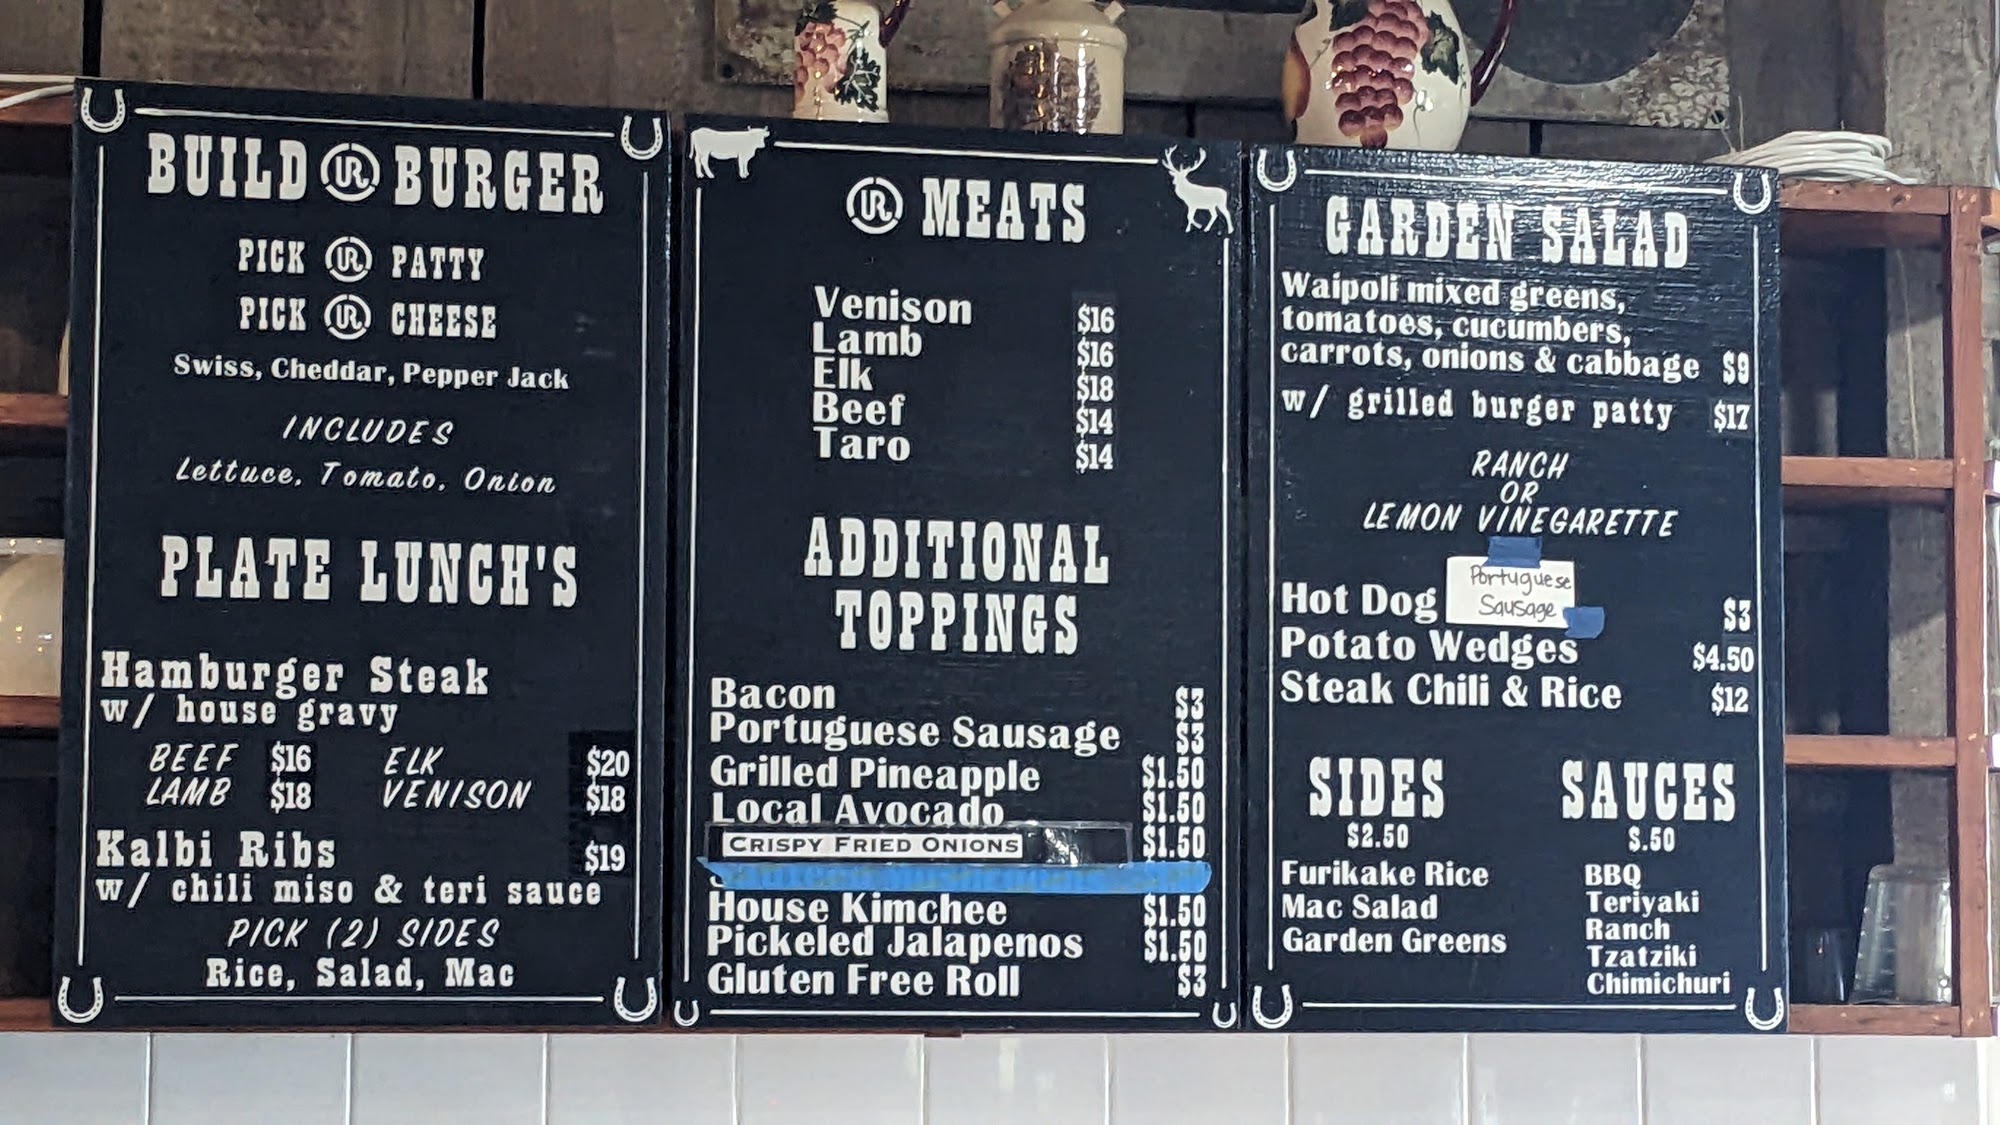 BUILD UR BURGER
PICK UR PATTY
PICK UR CHEESE
Swiss, Cheddar, Pepper Jack
INCLUDES
Lettuce, Tomato, Onion
PLATE LUNCH'S
Hamburger Steak
w/ house gravy
BEEF $16 ELK $20
LAMB $18 VENISON $18
Kalbi Ribs $19
w/ chili miso & teri sauce
PICK (2) SIDES
Rice, Salad, Mac
UR MEATS
Venison $16
Lamb $16
Elk $18
Beef $14
Taro $14
ADDITIONAL
TOPPINGS
Bacon $3
Portuguese Sausage $3
Grilled Pineapple $1.50
Local Avocado $1.50
CRISPY FRIED ONIONS $1.50
House Kimchee $1.50
Pickeled Jalapenos $1.50
Gluten Free Roll $3
GARDEN SALAD
Waipoli mixed greens,
tomatoes, cucumbers,
carrots, onions & cabbage $9
w/ grilled burger patty $17
RANCH
OR
LEMON VINEGARETTE
Portuguese
Sausage
Hot Dog $3
Potato Wedges $4.50
Steak Chili & Rice $12
SIDES
$2.50
Furikake Rice
Mac Salad
Garden Greens
SAUCES
$.50
BBQ
Teriyaki
Ranch
Tzatziki
Chimichuri